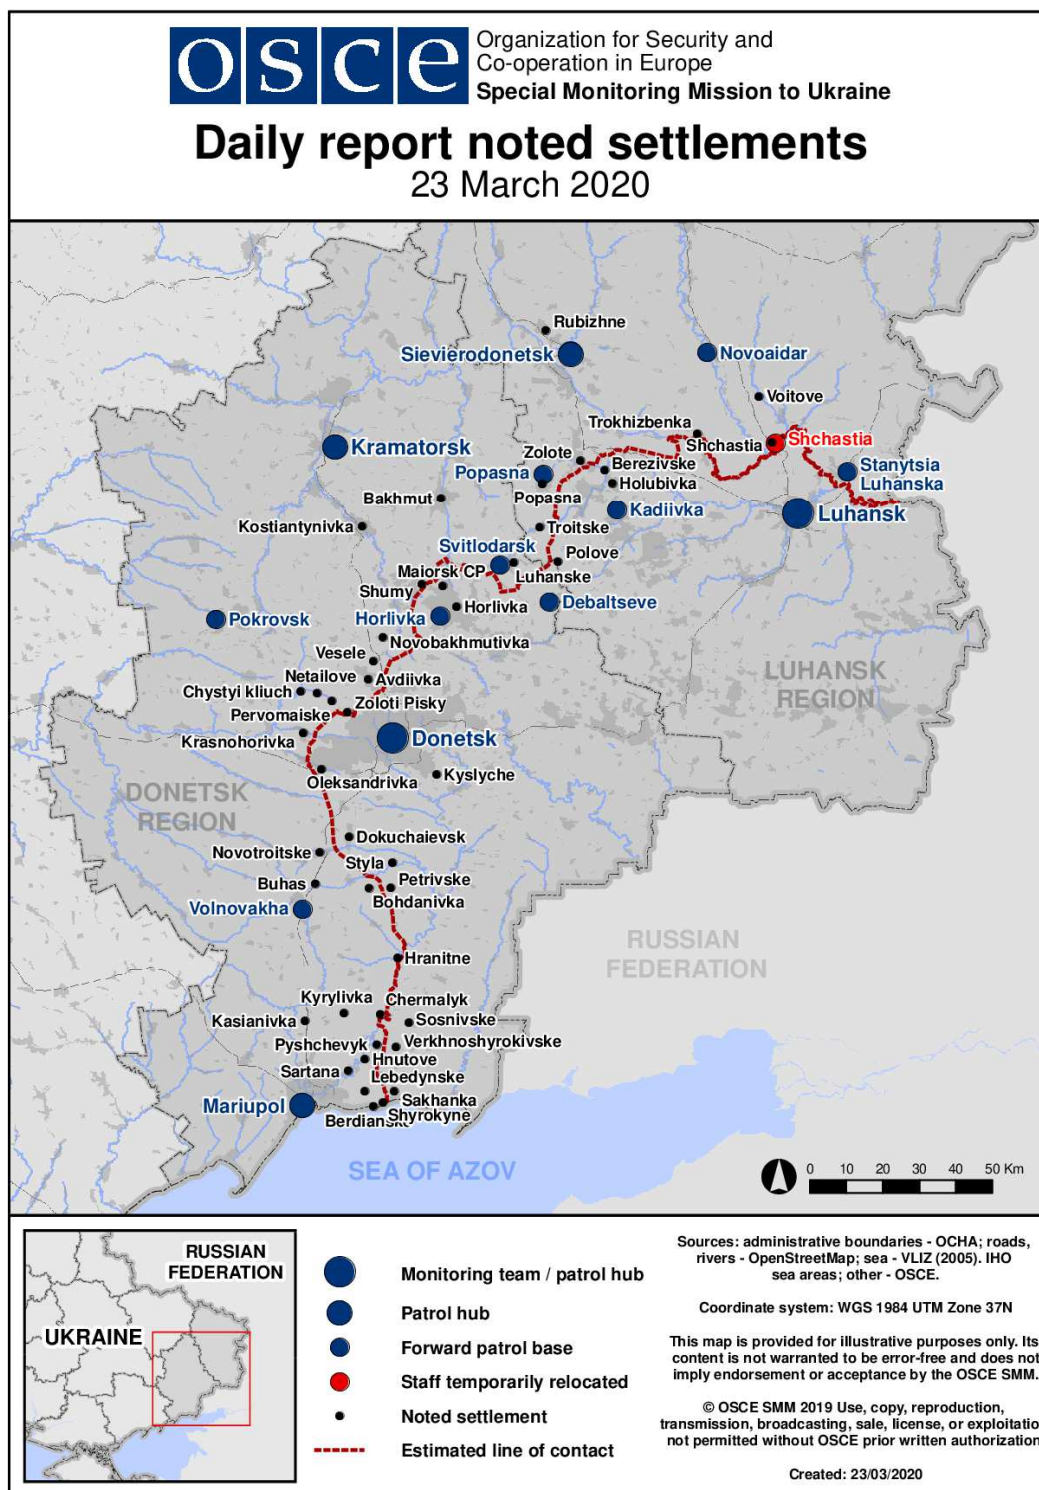 osce
Organization for Security and
Co-operation in Europe
Special Monitoring Mission to Ukraine
Daily report noted settlements
23 March 2020
Rubizhne
Sievierodonetsk
Novoaidar
Voitove
Trokhizbenka
Shchastia
Shchastia
Kramatorsk
Zolote
Berezivske
Stanytsia
Luhanska
Popasna
Holubivka
Bakhmut
Popasna
Kadiivka
Luhansk
Kostiantynivka
Troitske
Svitlodarsk
Polove
Maiorsk CP
Luhanske
Shumy
Horlivka
Debaltseve
Pokrovsk
Horlivka
Novobakhmutivka
Vesele
LUHANSK
REGION
Netailove
Avdiivka
Chystyi kliuch
Zoloti Pisky
Pervomaiske
Krasnohorivka
Donetsk
Kyslyche
Oleksandrivka
DONETSK
REGION
Dokuchaievsk
Novotroitske
Styla
Buhas
Petrivske
Bohdanivka
Volnovakha
RUSSIAN
FEDERATION
Hranitne
Kyrylivka
Chermalyk
Kasianivka
Sosnivske
Pyshchevyk
Verkhnoshyrokivske
Hnutove
Sartana
Lebedynske
Sakhanka
Mariupol
Shyrokyne
SEA OF AZOV
0 10 20 30 40 50 Km
RUSSIAN
FEDERATION
UKRAINE
Monitoring team / patrol hub
Patrol hub
Forward patrol base
Staff temporarily relocated
Noted settlement
Estimated line of contact
Sources: administrative boundaries - OCHA; roads,
rivers - OpenStreetMap; sea - VLIZ (2005). IHO
sea areas; other - OSCE.
Coordinate system: WGS 1984 UTM Zone 37N
This map is provided for illustrative purposes only. Its
content is not warranted to be error-free and does not
imply endorsement or acceptance by the OSCE SMM.
© OSCE SMM 2019 Use, copy, reproduction,
transmission, broadcasting, sale, license, or exploitatio
not permitted without OSCE prior written authorization
Created: 23/03/2020